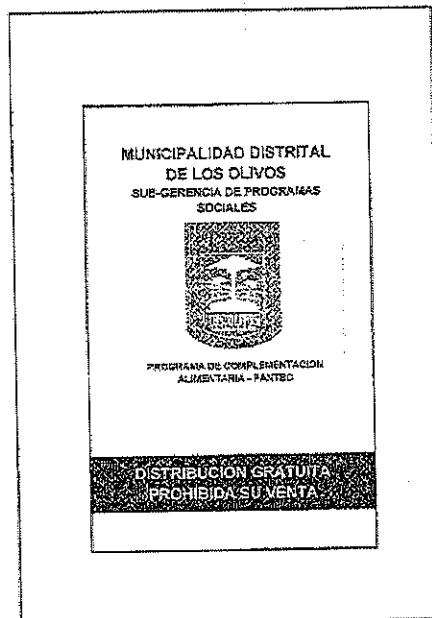 MUNICIPALIDAD DISTRITAL
DE LOS OLIVOS
SUB-GERENCIA DE PROGRAMAS
SOCIALES
PROGRAMA DE COMPLEMENTACION
ALIMENTARIA - PANTBC
DISTRIBUCION GRATUITA
PROHIBIDA SU VENTA